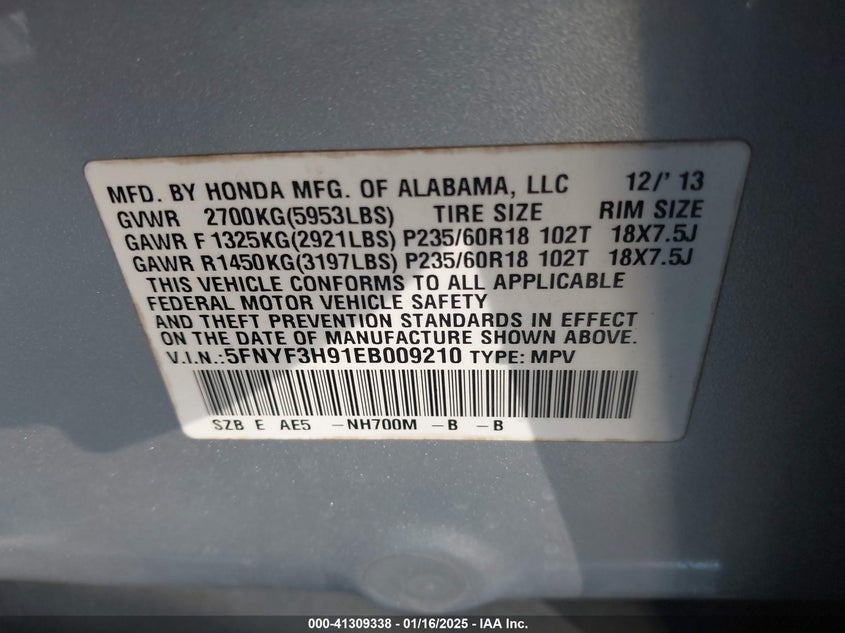 MFD. BY HONDA MFG. OF ALABAMA, LLC 12/' 13
GVWR 2700KG(5953LBS) TIRE SIZE RIM SIZE
GAWR F 1325KG(2921LBS) P235/60R18 102T 18X7.5J
GAWR R1450KG(3197LBS) P235/60R18 102T 18X7.5J
THIS VEHICLE CONFORMS TO ALL APPLICABLE
FEDERAL MOTOR VEHICLE SAFETY
AND THEFT PREVENTION STANDARDS IN EFFECT
ON THE DATE OF MANUFACTURE SHOWN ABOVE.
V.I.N.:5FNYF3H91EB009210 TYPE: MPV
SZB E AE5 -NH700M -B -B
000-41309338 - 01/16/2025 - IAA Inc.